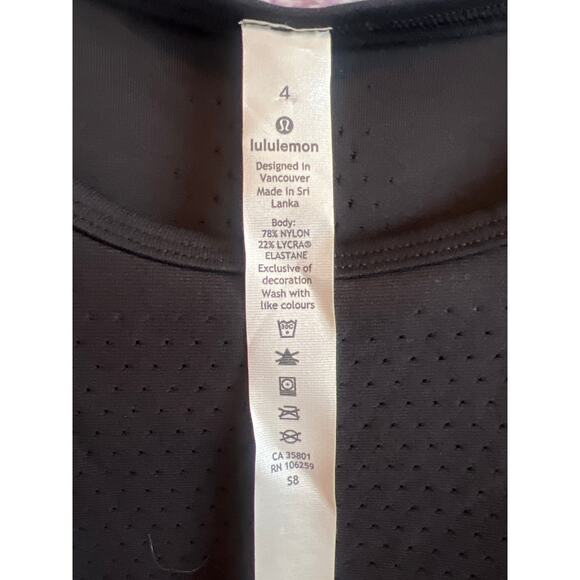 4
lululemon
Designed in
Vancouver
Made in Sri
Lanka
Body:
78% NYLON
22% LYCRA®
ELASTANE
Exclusive of
decoration
Wash with
like colours
30C
CA 35801
RN 106259
S8